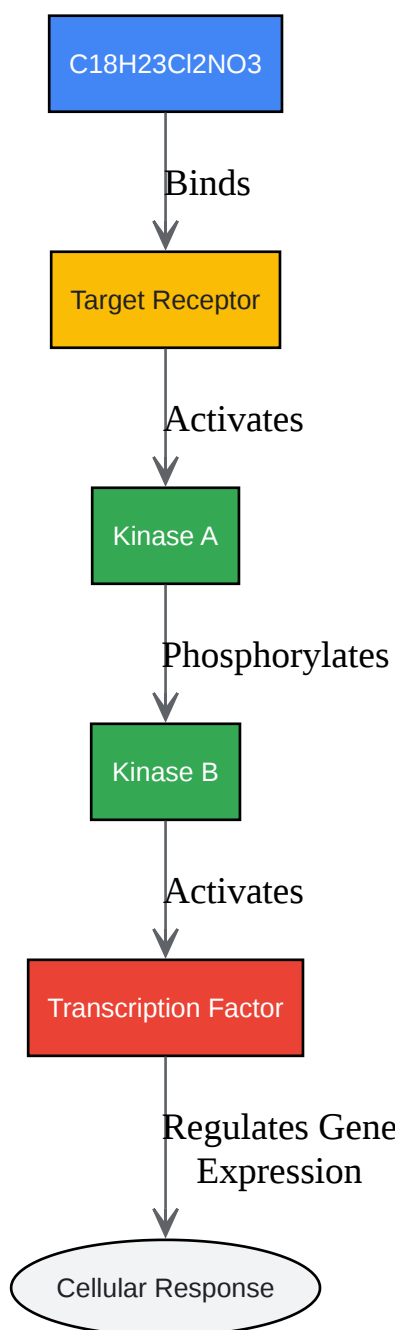 C18H23Cl2NO3
Binds
Target Receptor
Activates
Kinase A
Phosphorylates
Kinase B
Activates
Transcription Factor
Regulates Gene
Expression
Cellular Response